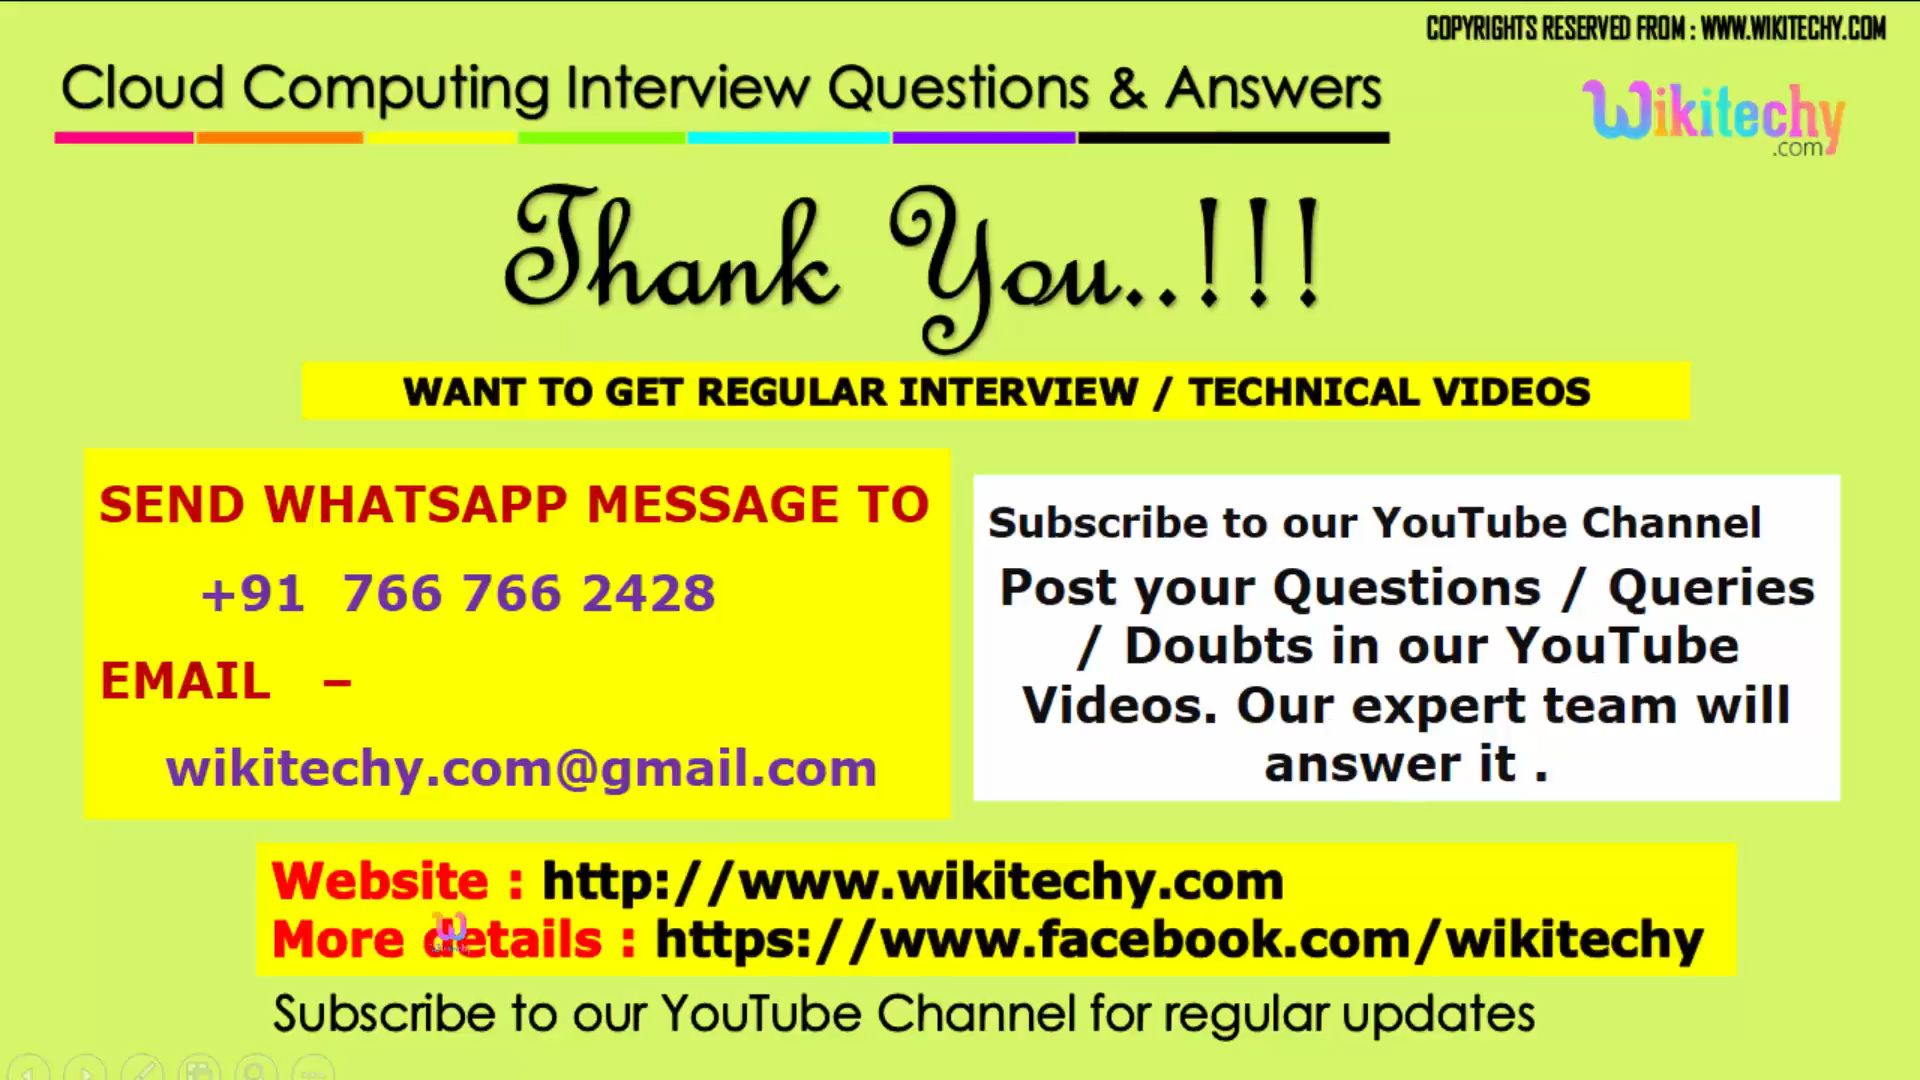 COPYRIGHTS RESERVED FROM : WWW.WIKITECHY.COM
Cloud Computing Interview Questions & Answers
Wikitechy
.com
Thank You..!!!
WANT TO GET REGULAR INTERVIEW / TECHNICAL VIDEOS
SEND WHATSAPP MESSAGE TO
+91 766 766 2428
EMAIL –
wikitechy.com@gmail.com
Subscribe to our YouTube Channel
Post your Questions / Queries
/ Doubts in our YouTube
Videos. Our expert team will
answer it .
Website : http://www.wikitechy.com
More details : https://www.facebook.com/wikitechy
Subscribe to our YouTube Channel for regular updates